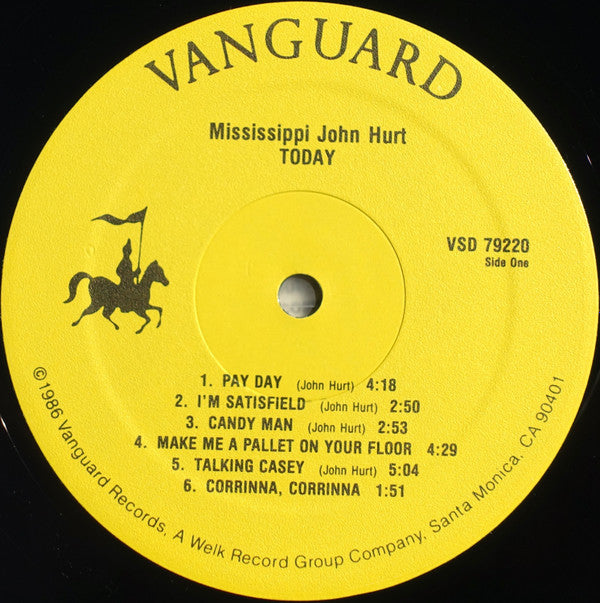 VANGUARD
Mississippi John Hurt
TODAY
VSD 79220
Side One
1. PAY DAY (John Hurt) 4:18
2. I'M SATISFIELD (John Hurt) 2:50
3. CANDY MAN (John Hurt) 2:53
4. MAKE ME A PALLET ON YOUR FLOOR 4:29
5. TALKING CASEY (John Hurt) 5:04
6. CORRINNA, CORRINNA 1:51
©1986 Vanguard Records, A Welk Record Group Company, Santa Monica, CA 90401